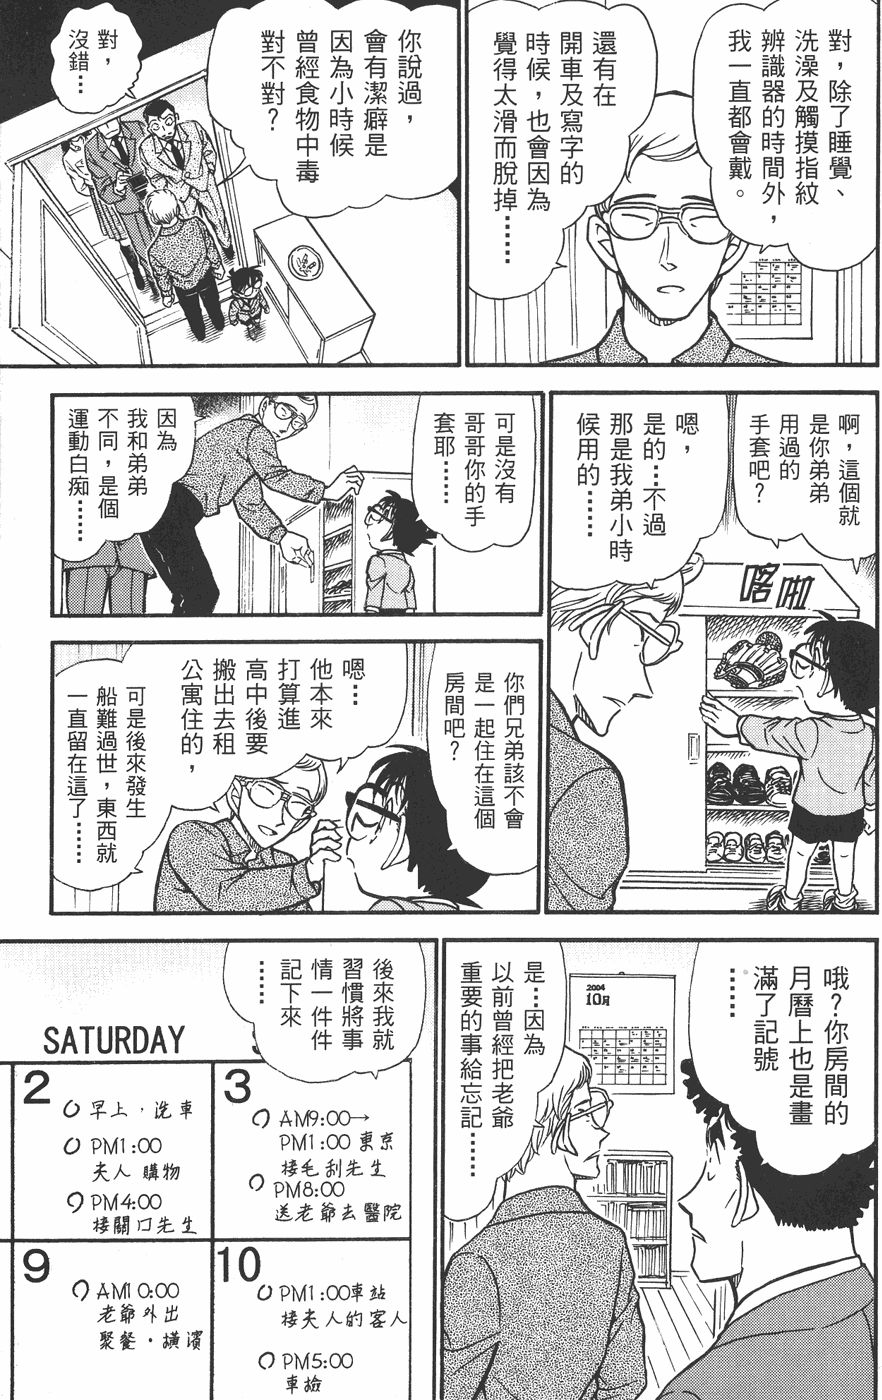 對，除了睡覺、
洗澡及觸摸指紋
辨識器的時間外，
我一直都會戴。
還有在
開車及寫字的
時候，也會因為
覺得太滑而脫掉……
你說過，
會有潔癖是
因為小時候
曾經食物中毒
對不對？
對，
沒錯…
啊，這個就
是你弟弟
用過的
手套吧？
喀啦
嗯，
是的…不過
那是我弟小時
候用的……
可是沒有
哥哥你的手
套耶……
因為
我和弟弟
不同，是個
運動白痴……
你們兄弟該不會
是一起住在這個
房間吧？
嗯…
他本來
打算進
高中後要
搬出去租
公寓住的，
可是後來發生
船難過世，東西就
一直留在這了……
哦？你房間的
月曆上也是畫
滿了記號
……
2004
10月
是…因為
以前曾經把老爺
重要的事給忘記……
後來我就
習慣將事
情一件件
記下來
……
SATURDAY
2
早上，洗車
PM1:00
夫人 購物
PM4:00
接關口先生
3
AM9:00→
PM1:00 東京
接毛利先生
PM8:00
送老爺去醫院
9
AM10:00
老爺外出
聚餐・橫濱
10
PM1:00車站
接夫人的客人
PM5:00
車檢